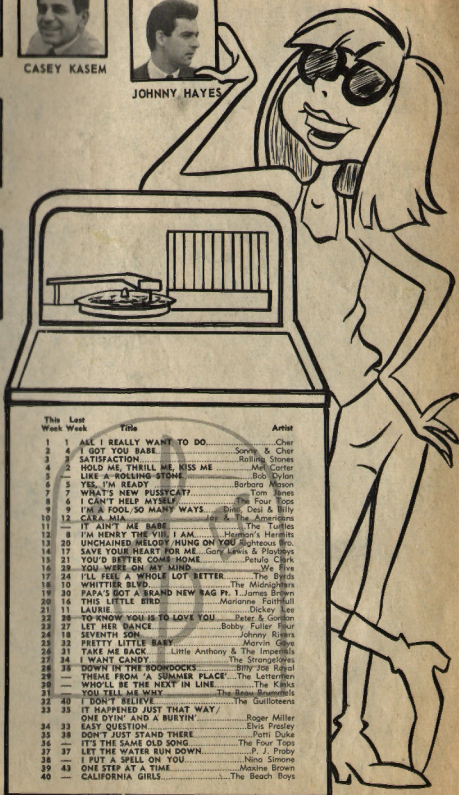 CASEY KASEM
JOHNNY HAYES
This Last
Week Week Title Artist
1 1 ALL I REALLY WANT TO DO Cher
2 4 I GOT YOU BABE Sonny & Cher
3 3 SATISFACTION Rolling Stones
4 2 HOLD ME, THRILL ME, KISS ME Mel Carter
5 — LIKE A ROLLING STONE Bob Dylan
6 5 YES, I'M READY Barbara Mason
7 7 WHAT'S NEW PUSSYCAT? Tom Jones
8 6 I CAN'T HELP MYSELF The Four Tops
9 9 I'M A FOOL/SO MANY WAYS Dino, Desi & Billy
10 12 CARA MIA Jay & The Americans
11 — IT AIN'T ME BABE The Turtles
12 8 I'M HENRY THE VIII, I AM Herman's Hermits
13 20 UNCHAINED MELODY/HUNG ON YOU Righteous Bro.
14 17 SAVE YOUR HEART FOR ME Gary Lewis & Playboys
15 21 YOU'D BETTER COME HOME Petula Clark
16 29 YOU WERE ON MY MIND We Five
17 24 I'LL FEEL A WHOLE LOT BETTER The Byrds
18 10 WHITTIER BLVD. The Midnighters
19 30 PAPA'S GOT A BRAND NEW BAG Pt. 1 James Brown
20 16 THIS LITTLE BIRD Marianne Faithfull
21 11 LAURIE Dickey Lee
22 28 TO KNOW YOU IS TO LOVE YOU Peter & Gordon
23 27 LET HER DANCE Bobby Fuller Four
24 18 SEVENTH SON Johnny Rivers
25 32 PRETTY LITTLE BABY Marvin Gaye
26 31 TAKE ME BACK Little Anthony & The Imperials
27 34 I WANT CANDY The Strangeloves
28 36 DOWN IN THE BOONDOCKS Billy Joe Royal
29 — THEME FROM 'A SUMMER PLACE' The Lettermen
30 — WHO'LL BE THE NEXT IN LINE The Kinks
31 — YOU TELL ME WHY The Beau Brummels
32 40 I DON'T BELIEVE The Guilloteens
33 35 IT HAPPENED JUST THAT WAY/
ONE DYIN' AND A BURYIN' Roger Miller
34 33 EASY QUESTION Elvis Presley
35 38 DON'T JUST STAND THERE Patti Duke
36 — IT'S THE SAME OLD SONG The Four Tops
37 37 LET THE WATER RUN DOWN P. J. Proby
38 — I PUT A SPELL ON YOU Nina Simone
39 43 ONE STEP AT A TIME Maxine Brown
40 — CALIFORNIA GIRLS The Beach Boys